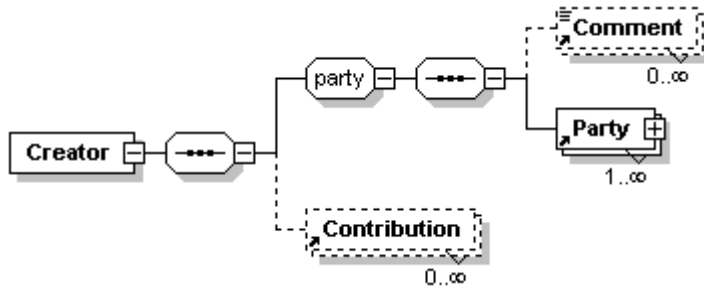 Comment
0..∞
party
Party
1..∞
Creator
Contribution
0..∞